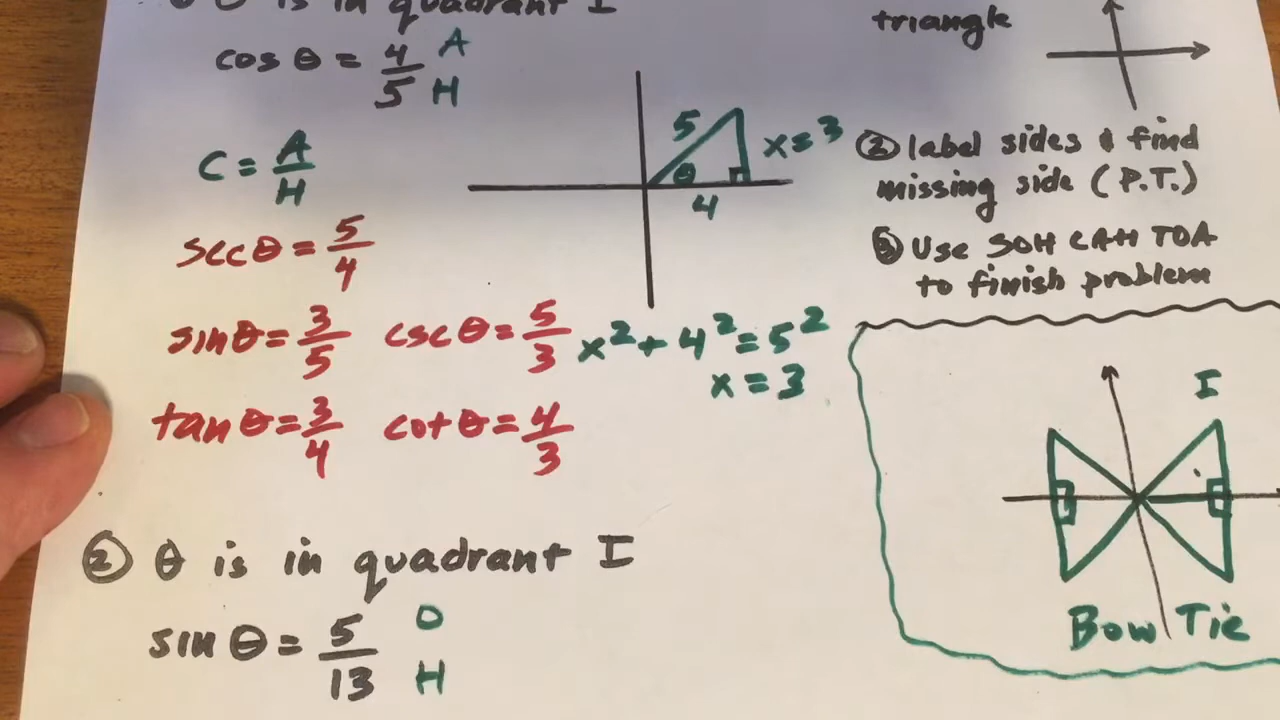 ① θ is in quadrant I
cos θ = 4/5 A/H
C = A/H
sec θ = 5/4
sin θ = 3/5 csc θ = 5/3
tan θ = 3/4 cot θ = 4/3
5
x = 3
θ
4
x² + 4² = 5²
x = 3
triangle
② label sides & find
missing side (P.T.)
③ Use SOH CAH TOA
to finish problem
I
Bow Tie
② θ is in quadrant I
sin θ = 5/13 O/H